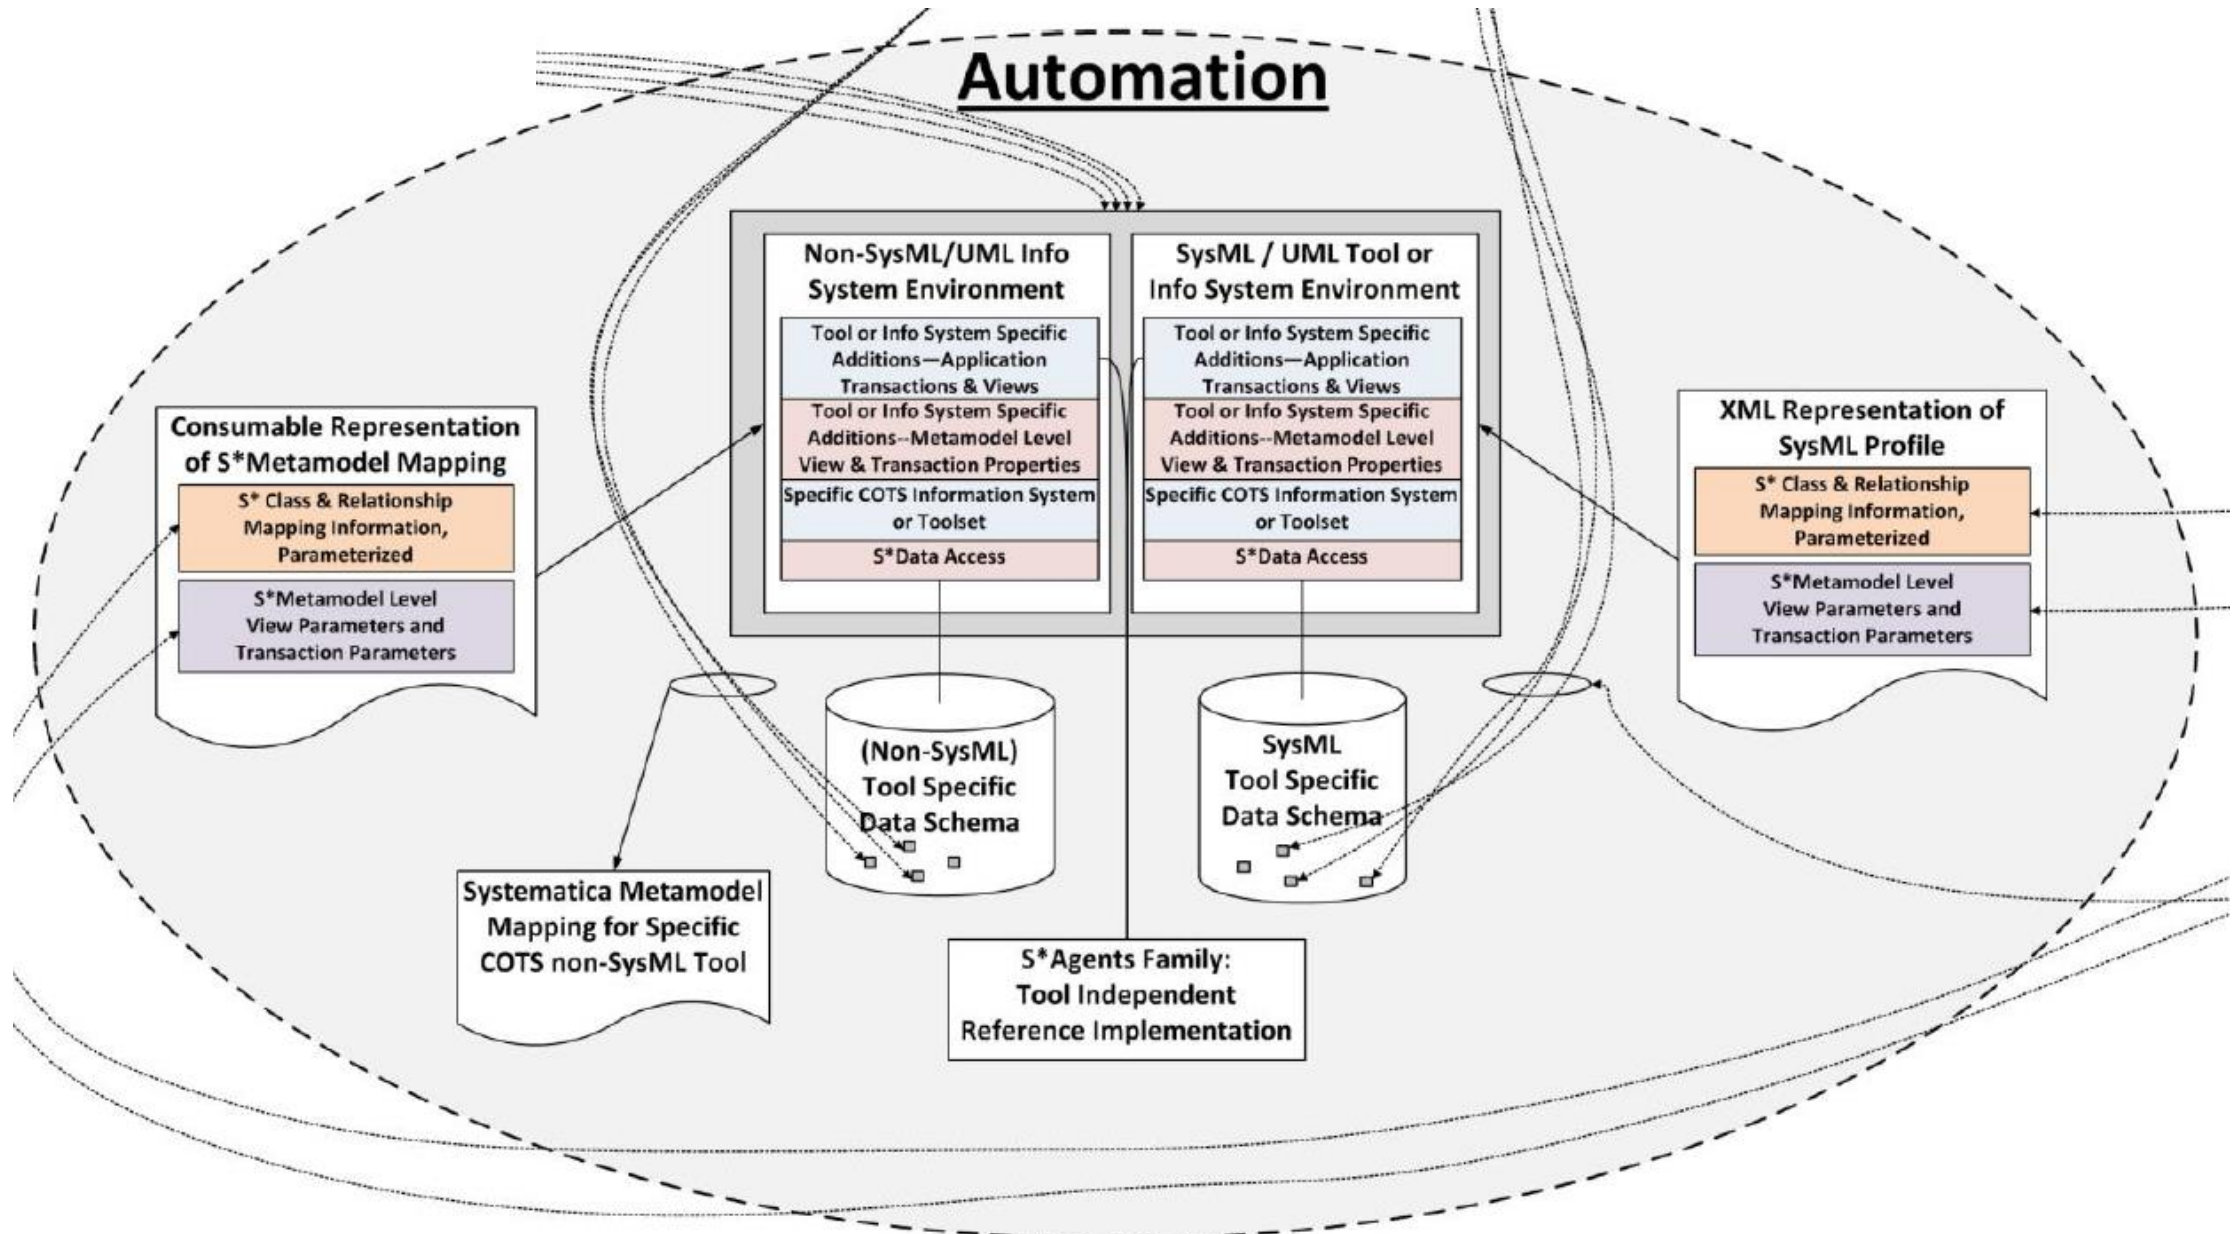 Automation
Non-SysML/UML Info
System Environment
Tool or Info System Specific
Additions—Application
Transactions & Views
Tool or Info System Specific
Additions--Metamodel Level
View & Transaction Properties
Specific COTS Information System
or Toolset
S*Data Access
SysML / UML Tool or
Info System Environment
Tool or Info System Specific
Additions—Application
Transactions & Views
Tool or Info System Specific
Additions--Metamodel Level
View & Transaction Properties
Specific COTS Information System
or Toolset
S*Data Access
Consumable Representation
of S*Metamodel Mapping
S* Class & Relationship
Mapping Information,
Parameterized
S*Metamodel Level
View Parameters and
Transaction Parameters
XML Representation of
SysML Profile
S* Class & Relationship
Mapping Information,
Parameterized
S*Metamodel Level
View Parameters and
Transaction Parameters
(Non-SysML)
Tool Specific
Data Schema
SysML
Tool Specific
Data Schema
Systematica Metamodel
Mapping for Specific
COTS non-SysML Tool
S*Agents Family:
Tool Independent
Reference Implementation